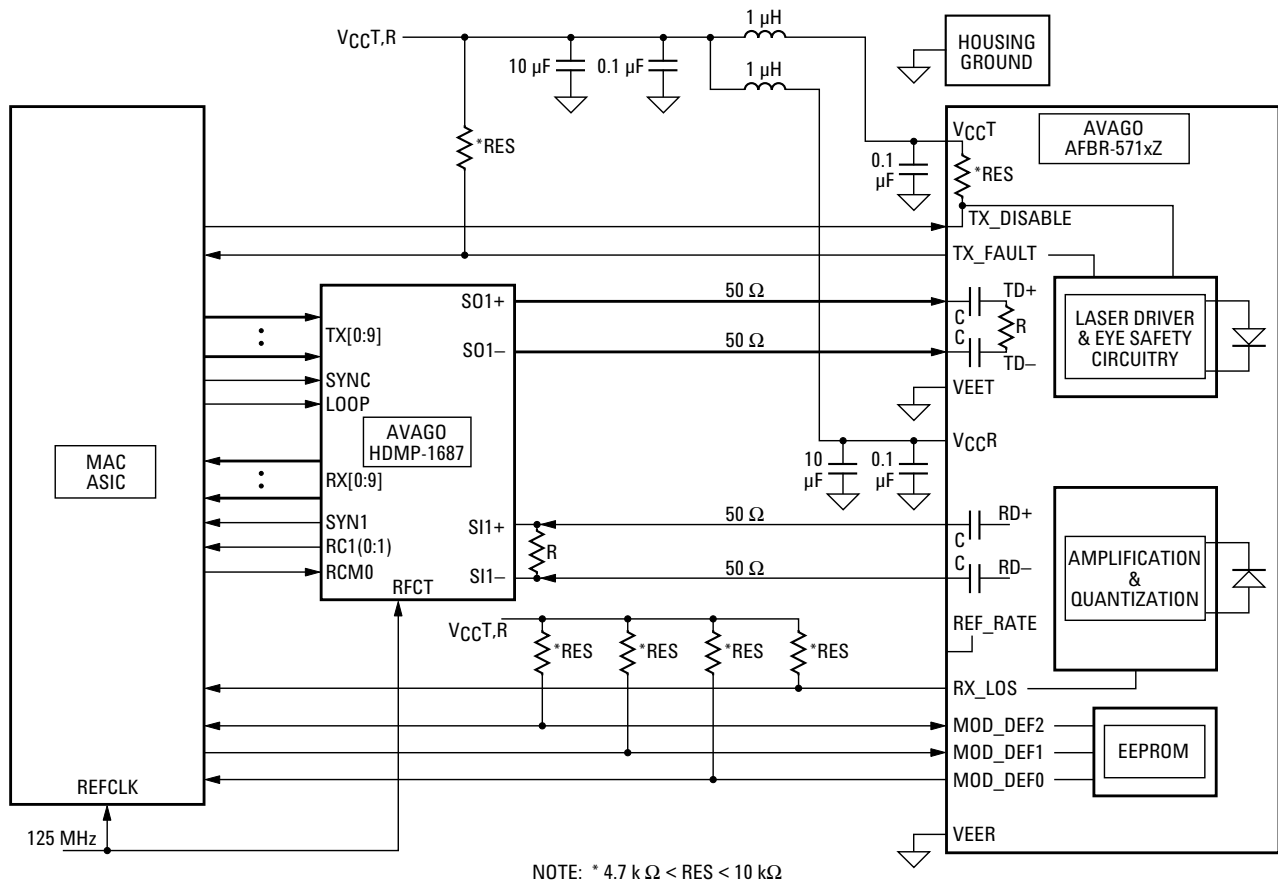 1 µH
VCCT,R
10 µF
0.1 µF
1 µH
HOUSING
GROUND
*RES
VCCT
AVAGO
AFBR-571xZ
0.1
µF
*RES
TX_DISABLE
TX_FAULT
SO1+
50 Ω
TD+
C
R
LASER DRIVER
& EYE SAFETY
CIRCUITRY
TX[0:9]
:
SO1–
50 Ω
C
TD–
SYNC
LOOP
VEET
AVAGO
HDMP-1687
VCCR
MAC
ASIC
10
µF
0.1
µF
:
RX[0:9]
SYN1
RC1(0:1)
RCM0
SI1+
50 Ω
RD+
C
R
SI1–
50 Ω
C
RD–
AMPLIFICATION
&
QUANTIZATION
RFCT
VCCT,R
REF_RATE
*RES
*RES
*RES
*RES
RX_LOS
MOD_DEF2
MOD_DEF1
MOD_DEF0
EEPROM
REFCLK
125 MHz
VEER
NOTE: * 4.7 k Ω < RES < 10 kΩ